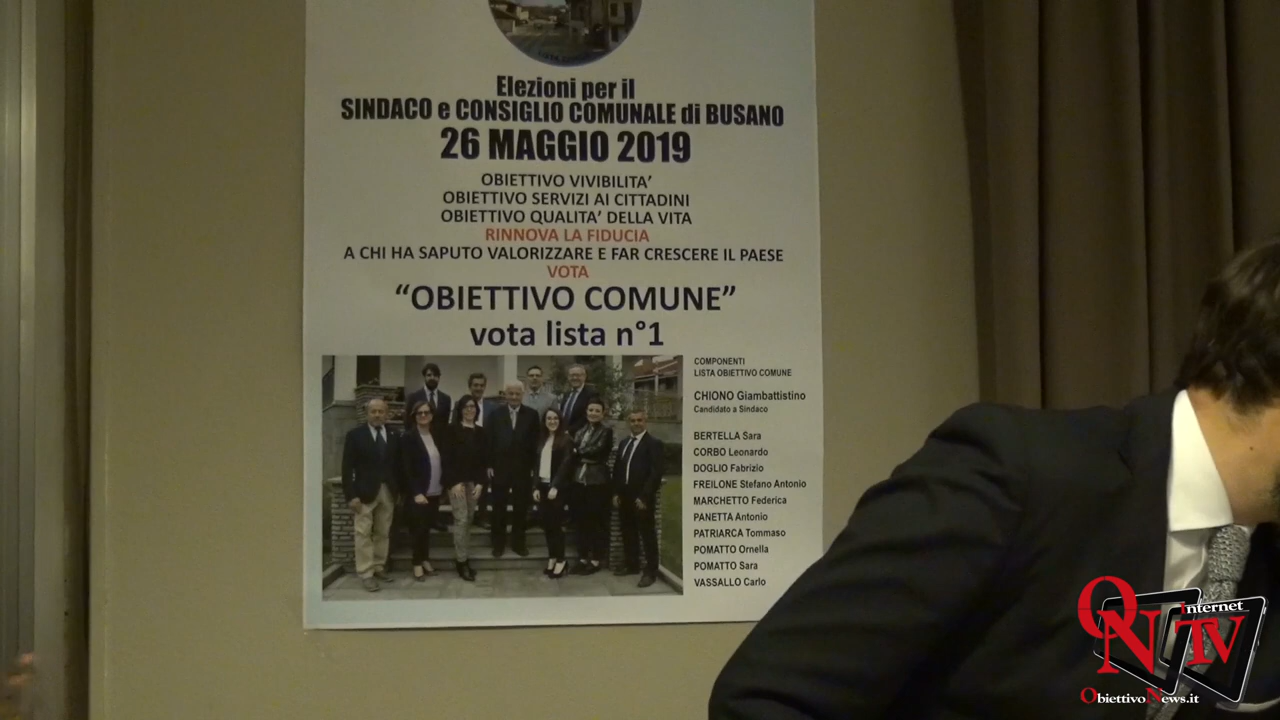 Elezioni per il
SINDACO e CONSIGLIO COMUNALE di BUSANO
26 MAGGIO 2019
OBIETTIVO VIVIBILITA'
OBIETTIVO SERVIZI AI CITTADINI
OBIETTIVO QUALITA' DELLA VITA
RINNOVA LA FIDUCIA
A CHI HA SAPUTO VALORIZZARE E FAR CRESCERE IL PAESE
VOTA
“OBIETTIVO COMUNE”
vota lista n°1
COMPONENTI
LISTA OBIETTIVO COMUNE
CHIONO Giambattistino
Candidato a Sindaco
BERTELLA Sara
CORBO Leonardo
DOGLIO Fabrizio
FREILONE Stefano Antonio
MARCHETTO Federica
PANETTA Antonio
PATRIARCA Tommaso
POMATTO Ornella
POMATTO Sara
VASSALLO Carlo
Internet
ON TV
ObiettivoNews.it